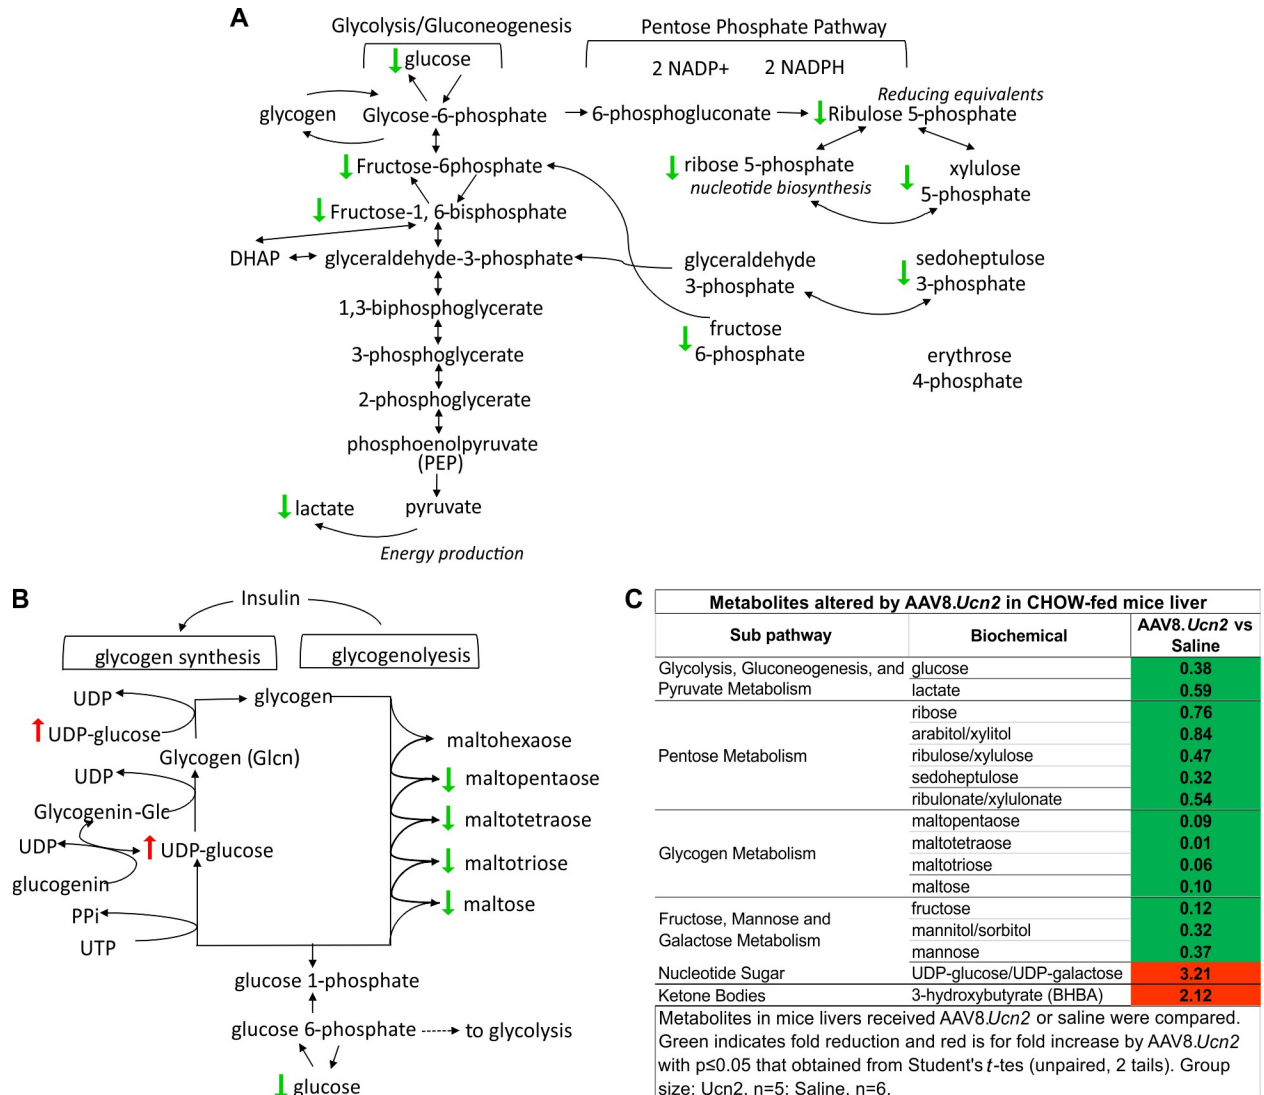 A
Glycolysis/Gluconeogenesis
Pentose Phosphate Pathway
glucose
2 NADP+ 2 NADPH
Reducing equivalents
glycogen
Glycose-6-phosphate
6-phosphogluconate
Ribulose 5-phosphate
Fructose-6phosphate
ribose 5-phosphate
nucleotide biosynthesis
xylulose
5-phosphate
Fructose-1, 6-bisphosphate
DHAP
glyceraldehyde-3-phosphate
glyceraldehyde
3-phosphate
sedoheptulose
3-phosphate
1,3-biphosphoglycerate
fructose
6-phosphate
3-phosphoglycerate
erythrose
4-phosphate
2-phosphoglycerate
phosphoenolpyruvate
(PEP)
lactate
pyruvate
Energy production
B
Insulin
glycogen synthesis
glycogenolyesis
UDP
glycogen
UDP-glucose
maltohexaose
Glycogen (Glcn)
UDP
maltopentaose
Glycogenin-Glc
maltotetraose
UDP
UDP-glucose
maltotriose
glucogenin
maltose
PPi
UTP
glucose 1-phosphate
glucose 6-phosphate
to glycolysis
glucose
C
Metabolites altered by AAV8.Ucn2 in CHOW-fed mice liver
Sub pathway
Biochemical
AAV8.Ucn2 vs
Saline
Glycolysis, Gluconeogenesis, and
Pyruvate Metabolism
glucose 0.38
lactate 0.59
Pentose Metabolism
ribose 0.76
arabitol/xylitol 0.84
ribulose/xylulose 0.47
sedoheptulose 0.32
ribulonate/xylulonate 0.54
Glycogen Metabolism
maltopentaose 0.09
maltotetraose 0.01
maltotriose 0.06
maltose 0.10
Fructose, Mannose and
Galactose Metabolism
fructose 0.12
mannitol/sorbitol 0.32
mannose 0.37
Nucleotide Sugar UDP-glucose/UDP-galactose 3.21
Ketone Bodies 3-hydroxybutyrate (BHBA) 2.12
Metabolites in mice livers received AAV8.Ucn2 or saline were compared.
Green indicates fold reduction and red is for fold increase by AAV8.Ucn2
with p≤0.05 that obtained from Student's t-tes (unpaired, 2 tails). Group
size: Ucn2, n=5; Saline, n=6.